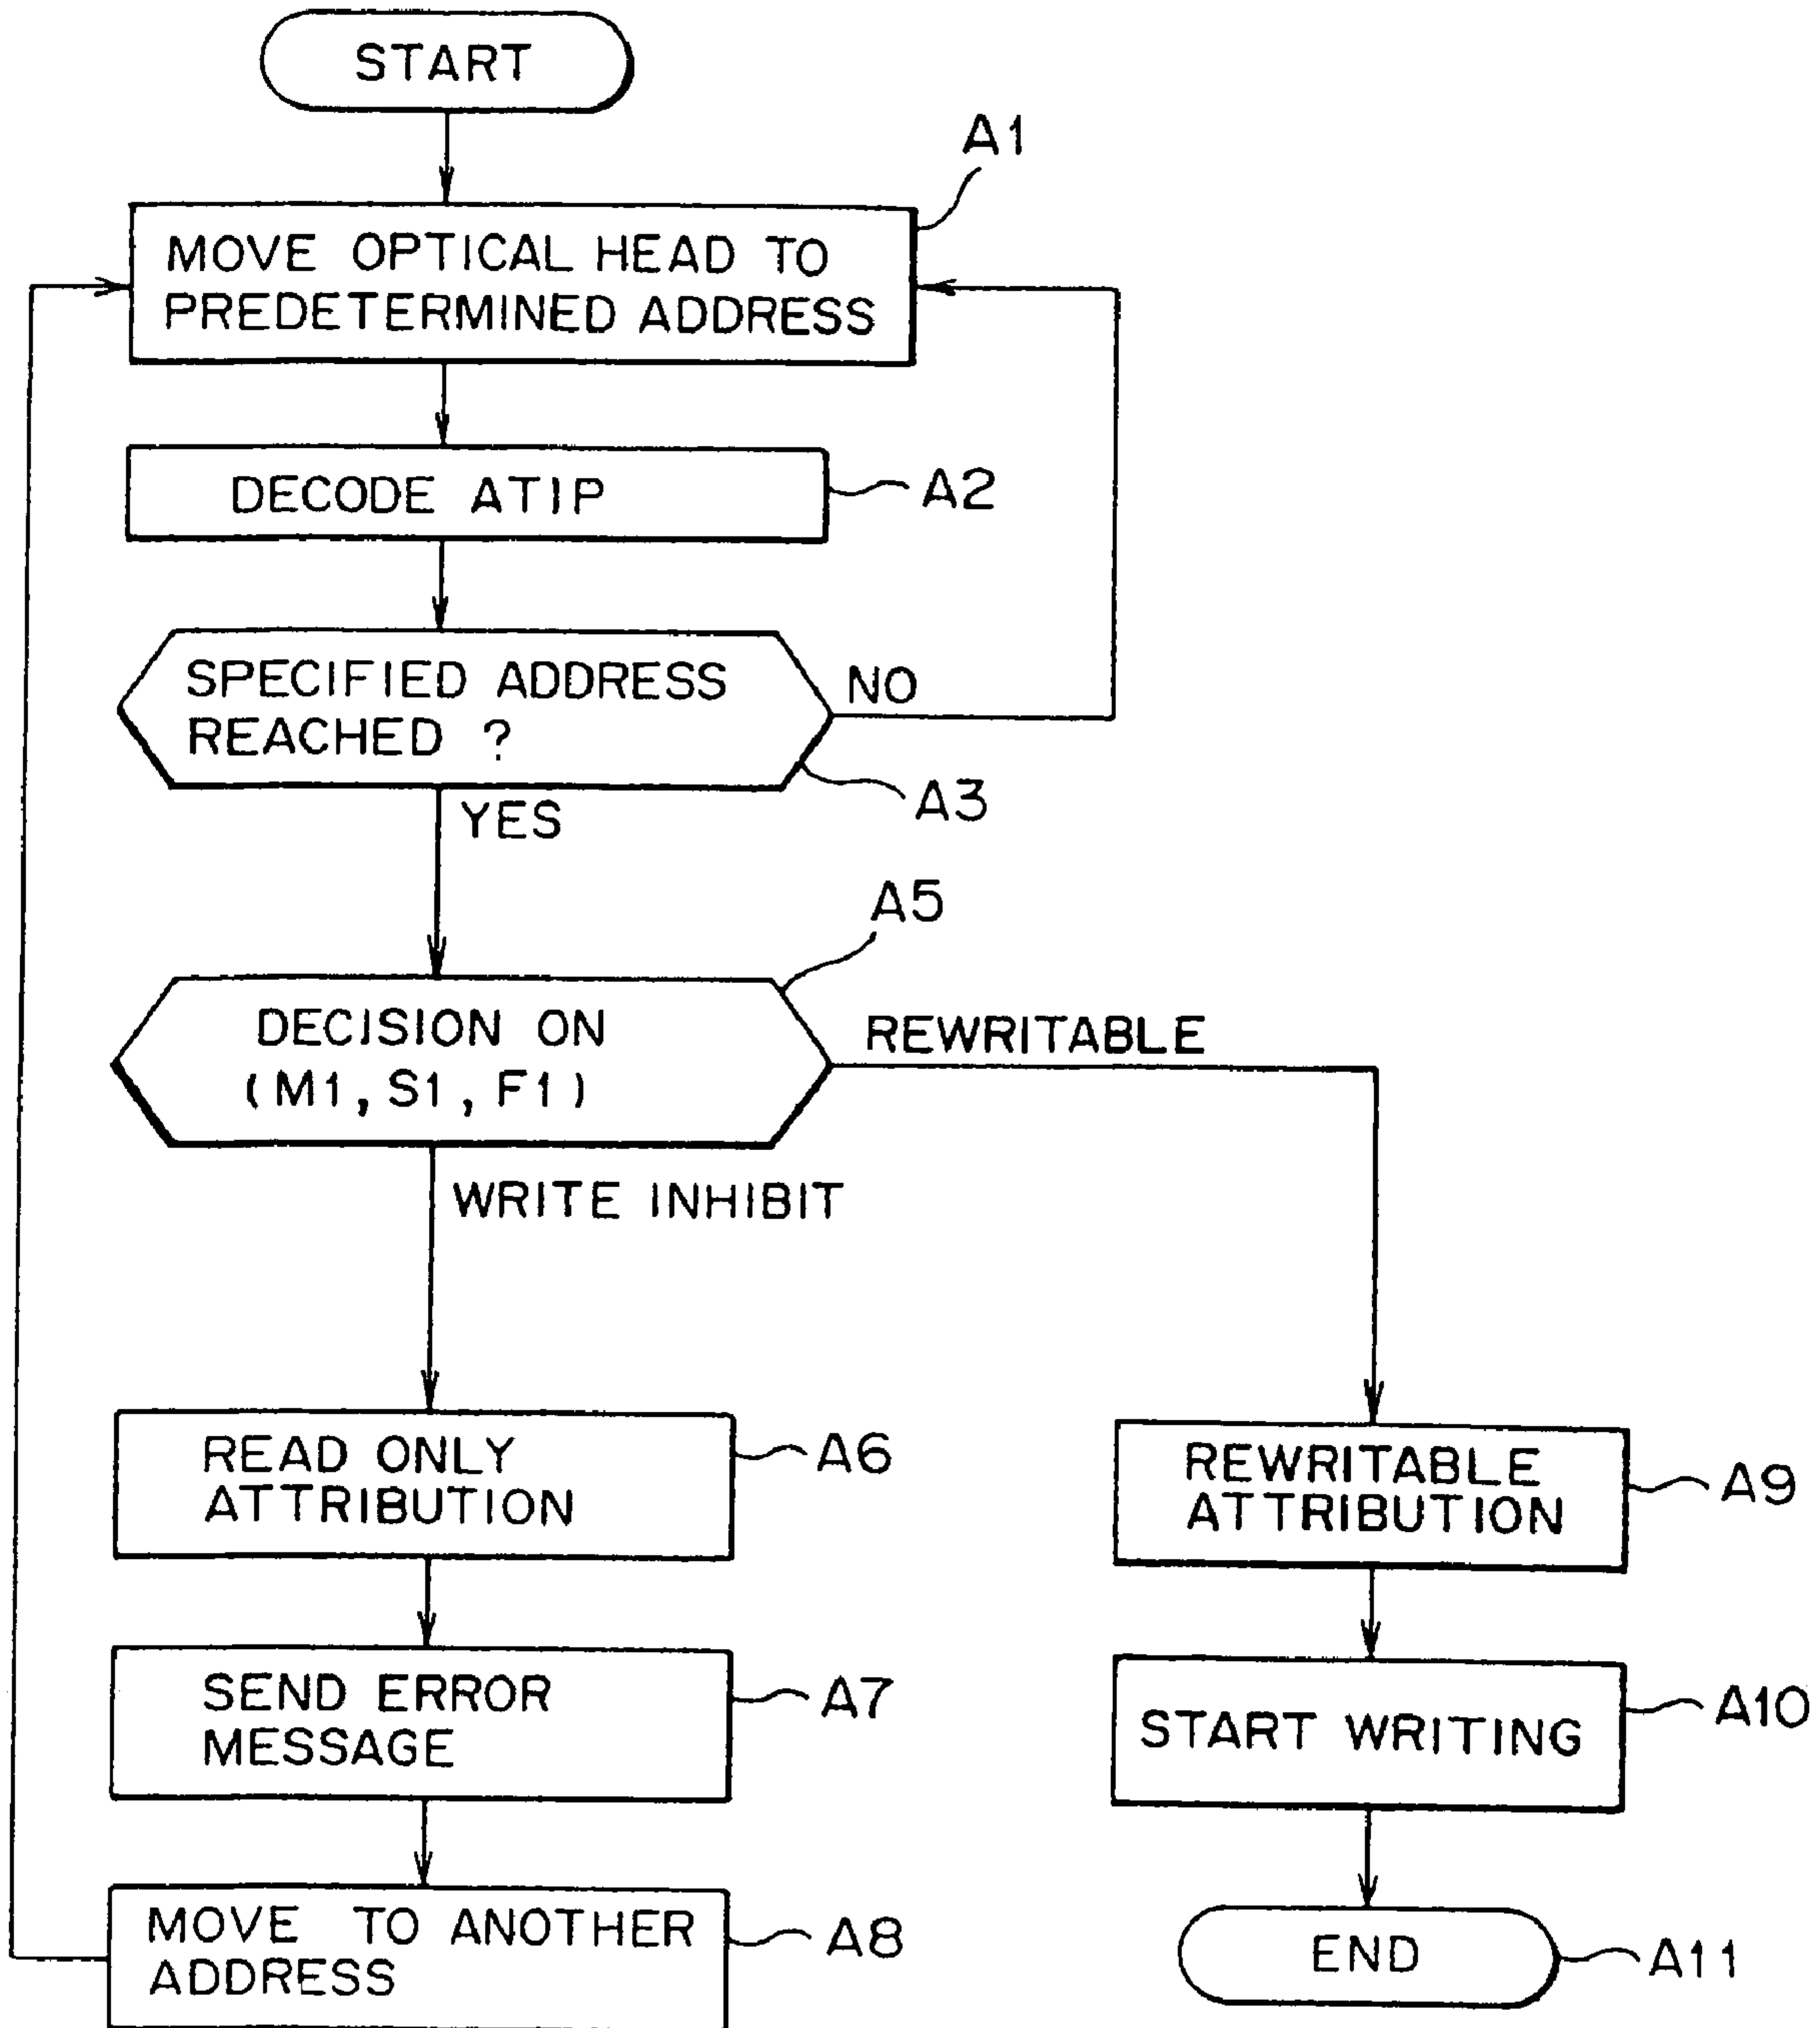 START
A1
MOVE OPTICAL HEAD TO
PREDETERMINED ADDRESS
DECODE ATIP
A2
SPECIFIED ADDRESS
REACHED ?
NO
A3
YES
A5
DECISION ON
(M1, S1, F1)
REWRITABLE
WRITE INHIBIT
READ ONLY
ATTRIBUTION
A6
REWRITABLE
ATTRIBUTION
A9
SEND ERROR
MESSAGE
A7
START WRITING
A10
MOVE TO ANOTHER
ADDRESS
A8
END
A11